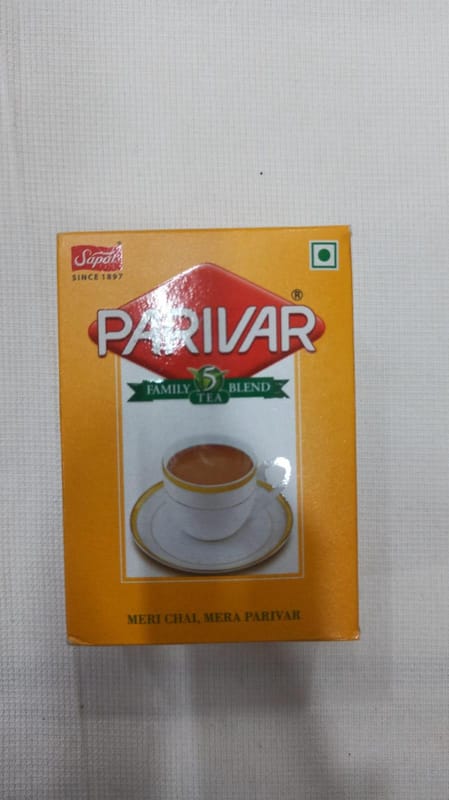 Sapat
SINCE 1897
PARIVAR®
FAMILY 5 BLEND
TEA
MERI CHAI, MERA PARIVAR